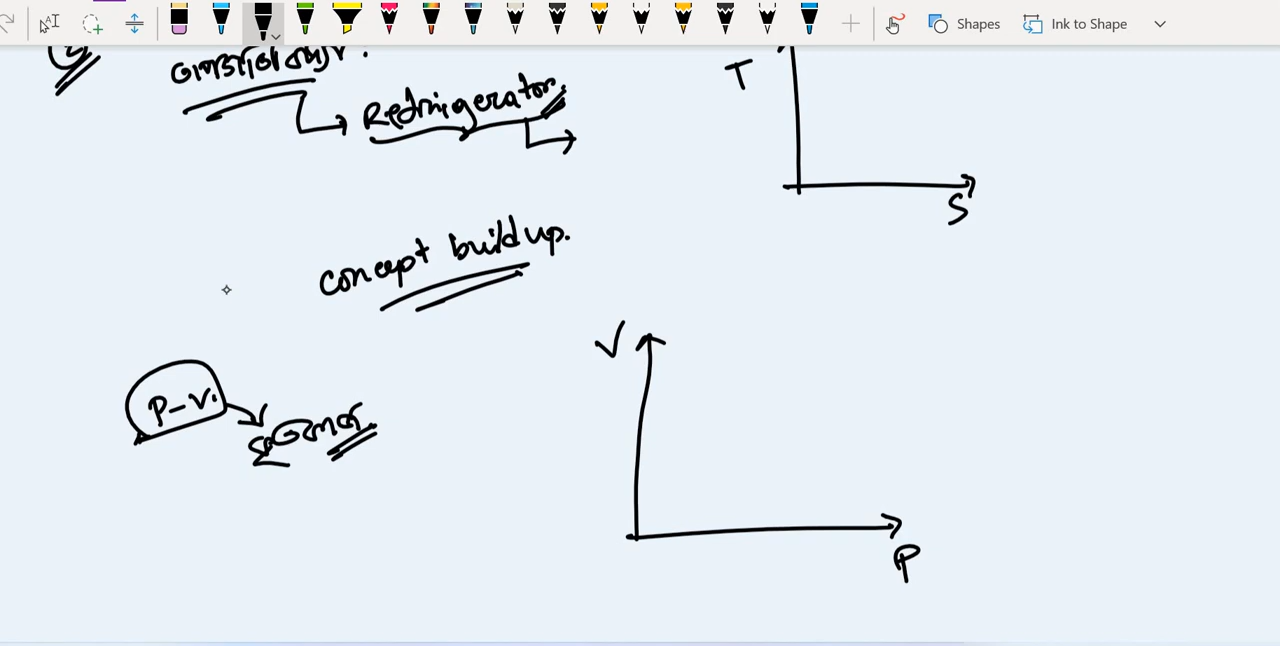 Shapes
Ink to Shape
T
Refrigerator.
S
concept build up.
V
P-V.
P